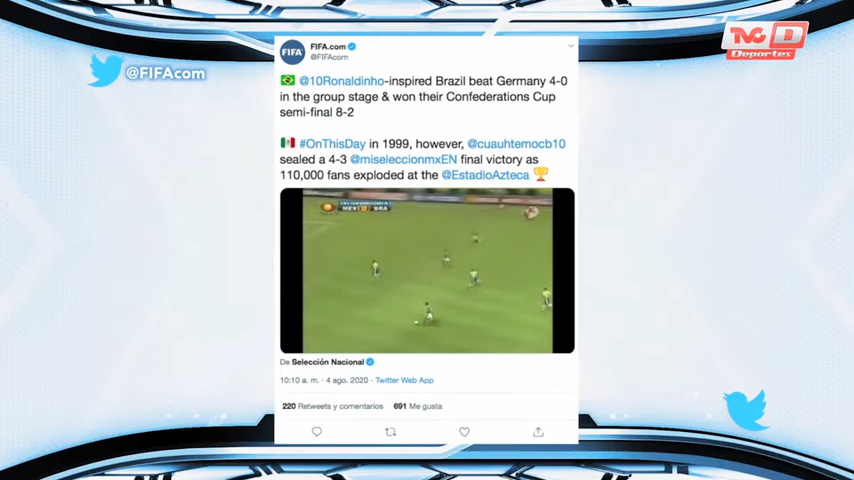 TVC D
Deportes
@FIFAcom
FIFA
FIFA.com
@FIFAcom
@10Ronaldinho-inspired Brazil beat Germany 4-0
in the group stage & won their Confederations Cup
semi-final 8-2
#OnThisDay in 1999, however, @cuauhtemocb10
sealed a 4-3 @miseleccionmxEN final victory as
110,000 fans exploded at the @EstadioAzteca
De Selección Nacional
10:10 a. m. · 4 ago. 2020 · Twitter Web App
220 Retweets y comentarios 691 Me gusta